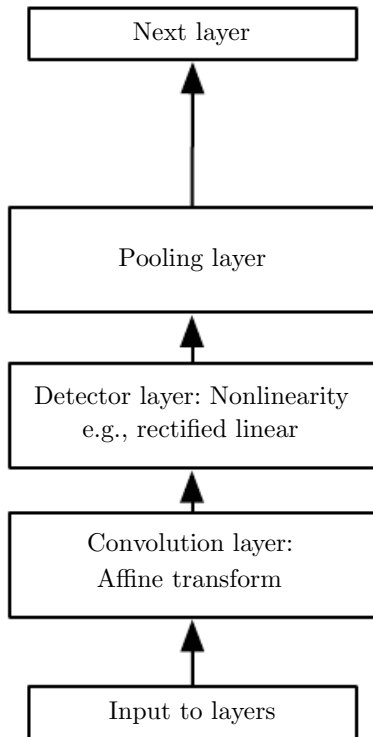 Next layer
Pooling layer
Detector layer: Nonlinearity
e.g., rectified linear
Convolution layer:
Affine transform
Input to layers